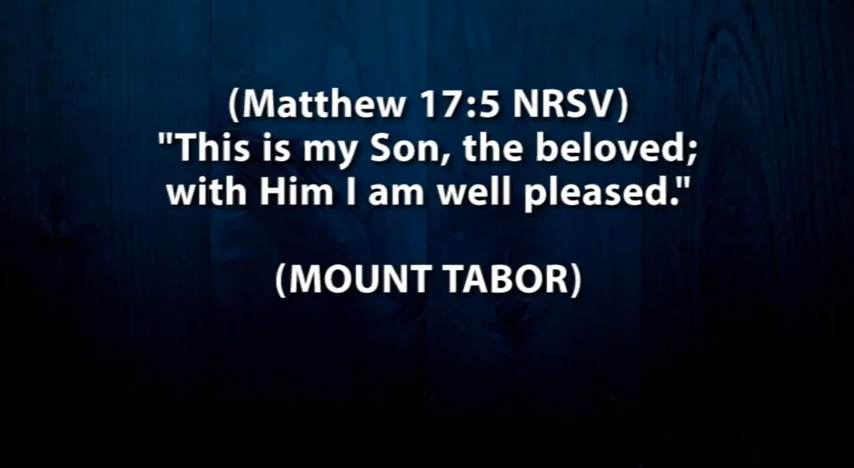 (Matthew 17:5 NRSV)
"This is my Son, the beloved;
with Him I am well pleased."
(MOUNT TABOR)